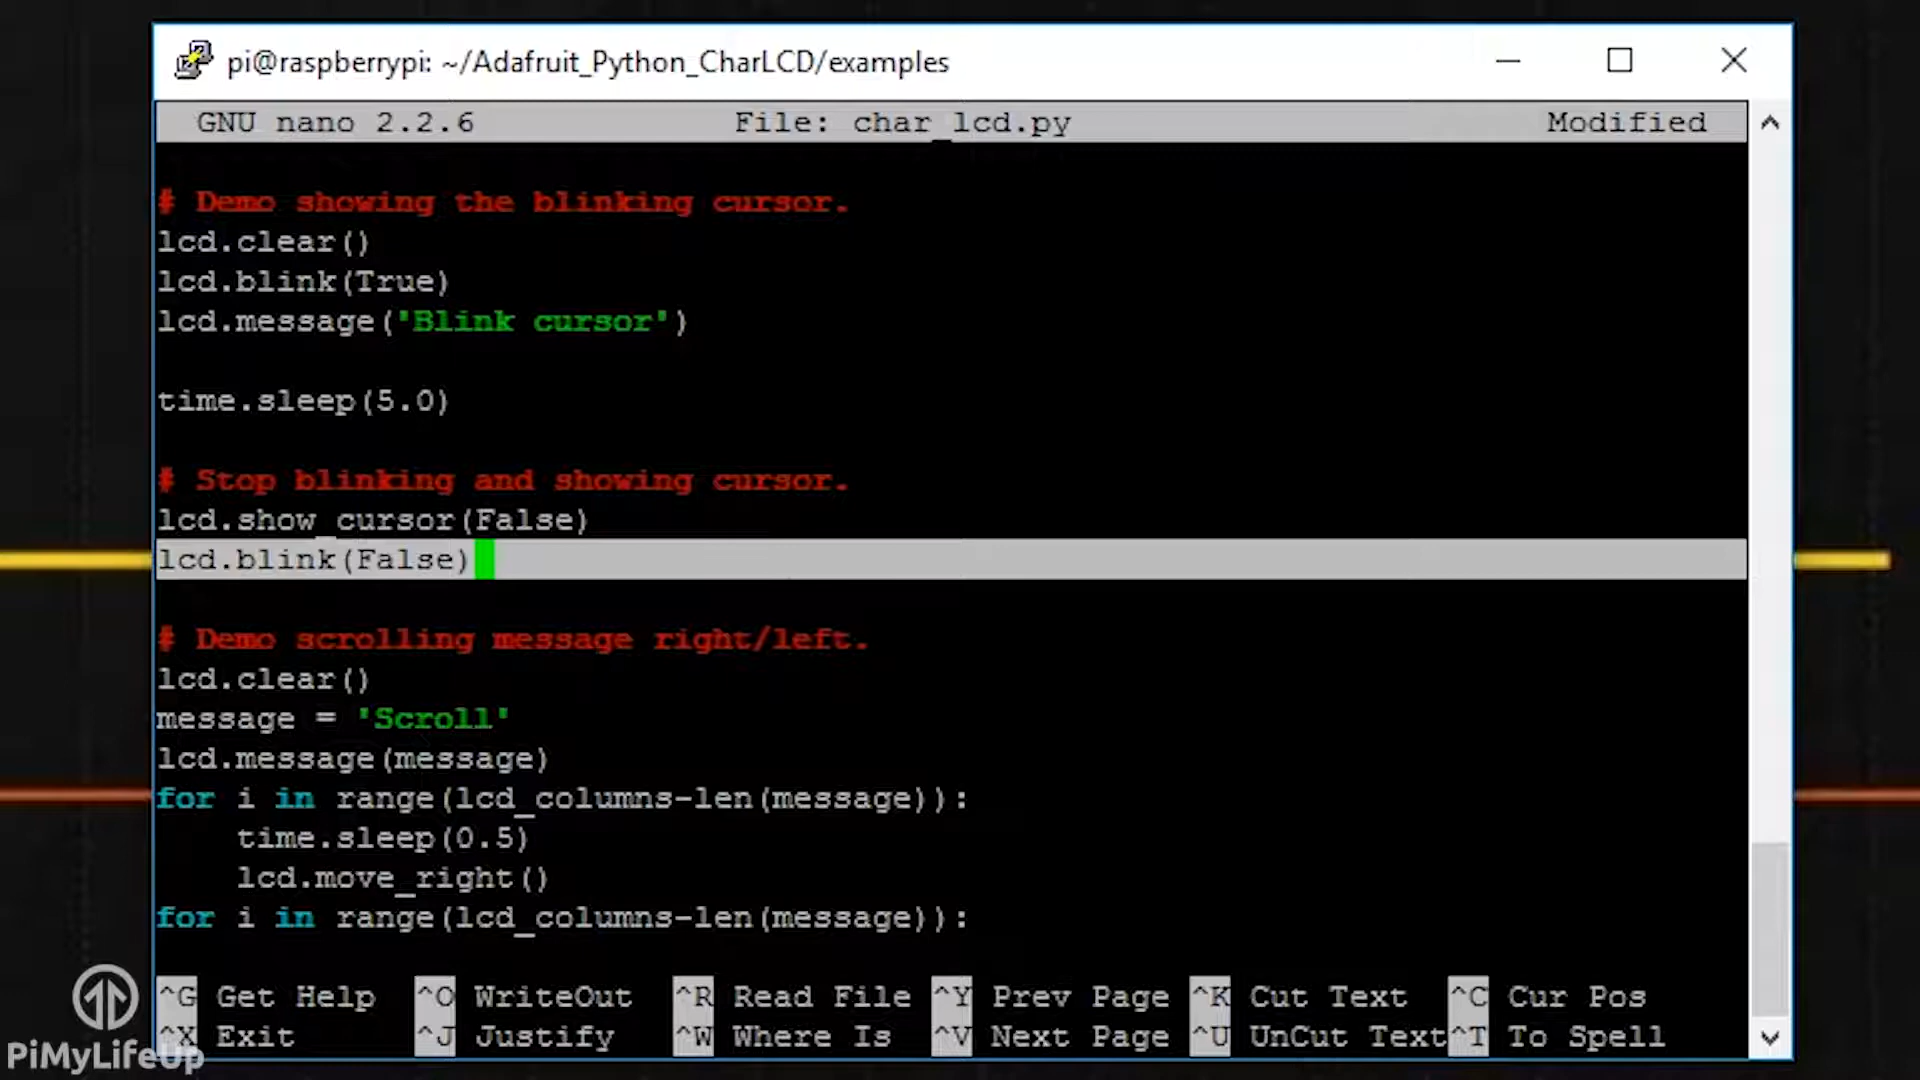 pi@raspberrypi: ~/Adafruit_Python_CharLCD/examples
GNU nano 2.2.6 File: char_lcd.py Modified
# Demo showing the blinking cursor.
lcd.clear()
lcd.blink(True)
lcd.message('Blink cursor')
time.sleep(5.0)
# Stop blinking and showing cursor.
lcd.show_cursor(False)
lcd.blink(False)
# Demo scrolling message right/left.
lcd.clear()
message = 'Scroll'
lcd.message(message)
for i in range(lcd_columns-len(message)):
    time.sleep(0.5)
    lcd.move_right()
for i in range(lcd_columns-len(message)):
^G Get Help ^O WriteOut ^R Read File ^Y Prev Page ^K Cut Text ^C Cur Pos
^X Exit ^J Justify ^W Where Is ^V Next Page ^U UnCut Text ^T To Spell
PiMyLifeUp